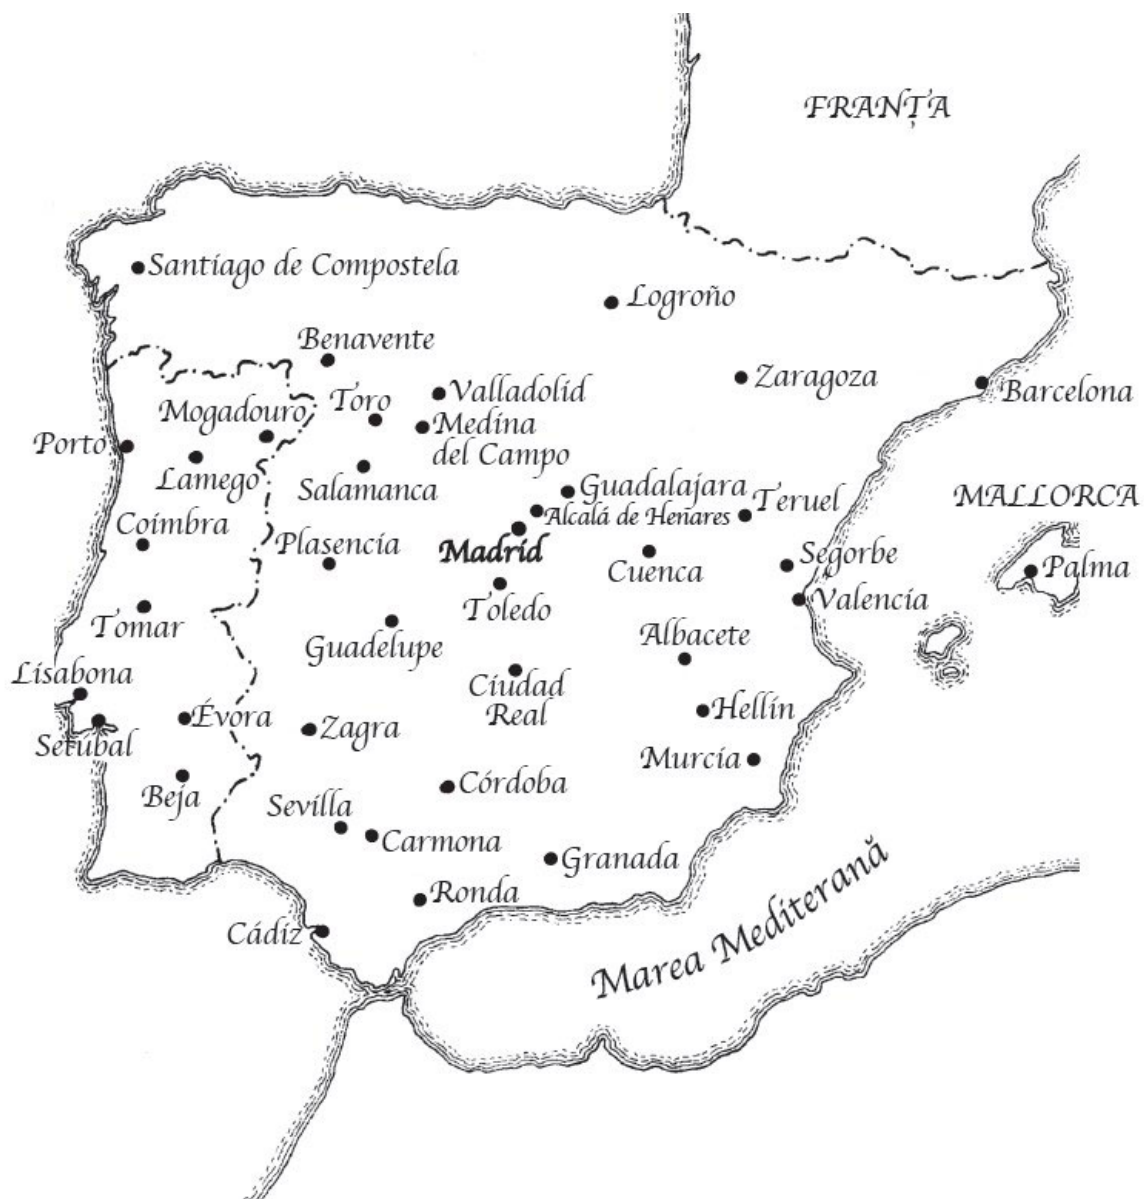 FRANȚA
Santiago de Compostela
Logroño
Benavente
Zaragoza
Barcelona
Valladolid
Toro
Mogadouro
Medina
del Campo
Porto
Lamego
Salamanca
Guadalajara
MALLORCA
Teruel
Alcalá de Henares
Coimbra
Plasencia
Madrid
Cuenca
Segorbe
Palma
Toledo
Valencia
Tomar
Guadelupe
Albacete
Lisabona
Ciudad
Real
Évora
Zagra
Hellín
Setubal
Murcia
Beja
Córdoba
Sevilla
Carmona
Granada
Ronda
Cádiz
Marea Mediterană